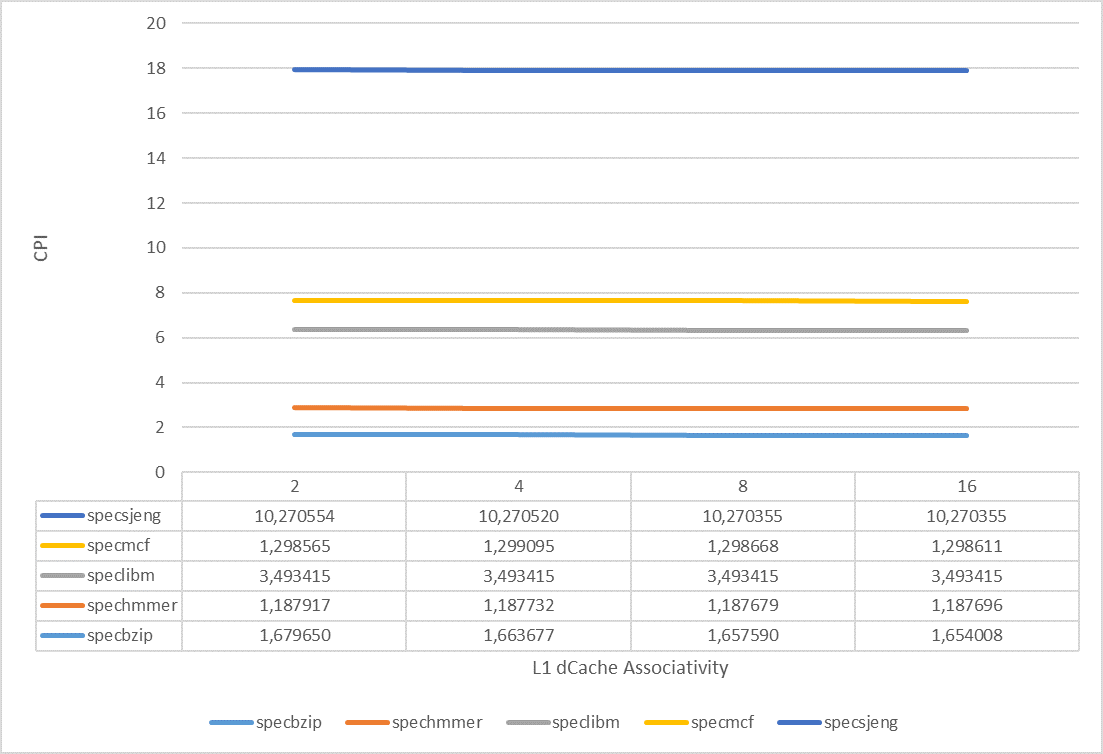 20
18
16
14
12
10
8
6
4
2
0
CPI
2 4 8 16
specsjeng 10,270554 10,270520 10,270355 10,270355
specmcf 1,298565 1,299095 1,298668 1,298611
speclibm 3,493415 3,493415 3,493415 3,493415
spechmmer 1,187917 1,187732 1,187679 1,187696
specbzip 1,679650 1,663677 1,657590 1,654008
L1 dCache Associativity
specbzip spechmmer speclibm specmcf specsjeng